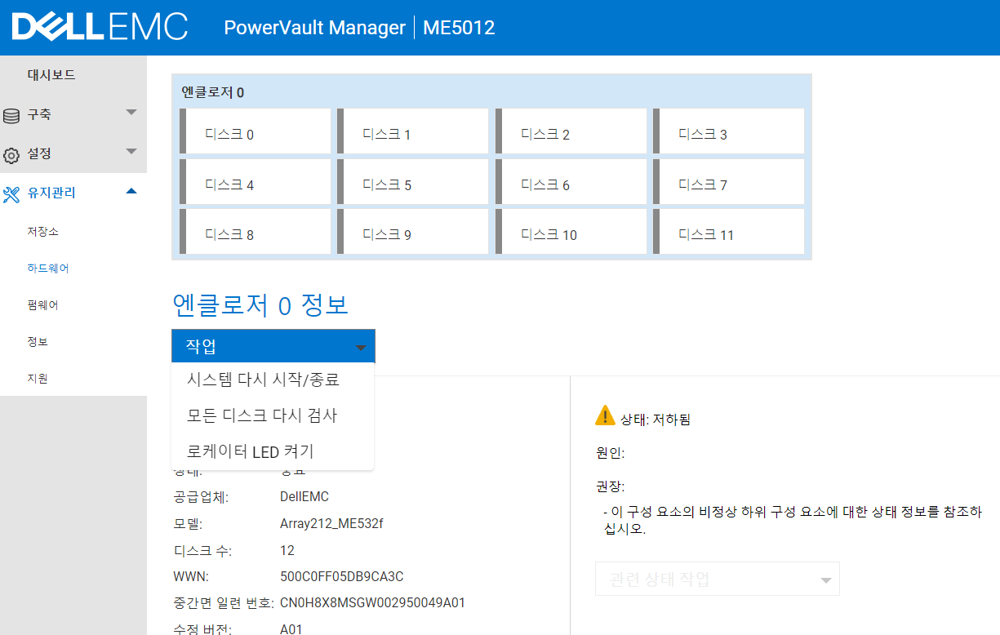 DELLEMC PowerVault Manager | ME5012
대시보드
구축
설정
유지관리
저장소
하드웨어
펌웨어
정보
지원
엔클로저 0
디스크 0 디스크 1 디스크 2 디스크 3
디스크 4 디스크 5 디스크 6 디스크 7
디스크 8 디스크 9 디스크 10 디스크 11
엔클로저 0 정보
작업
시스템 다시 시작/종료
모든 디스크 다시 검사
로케이터 LED 켜기
상태:
공급업체: DellEMC
모델: Array212_ME532f
디스크 수: 12
WWN: 500C0FF05DB9CA3C
중간면 일련 번호: CN0H8X8MSGW002950049A01
수정 버전: A01
상태: 저하됨
원인:
권장:
- 이 구성 요소의 비정상 하위 구성 요소에 대한 상태 정보를 참조하
십시오.
관련 상태 작업